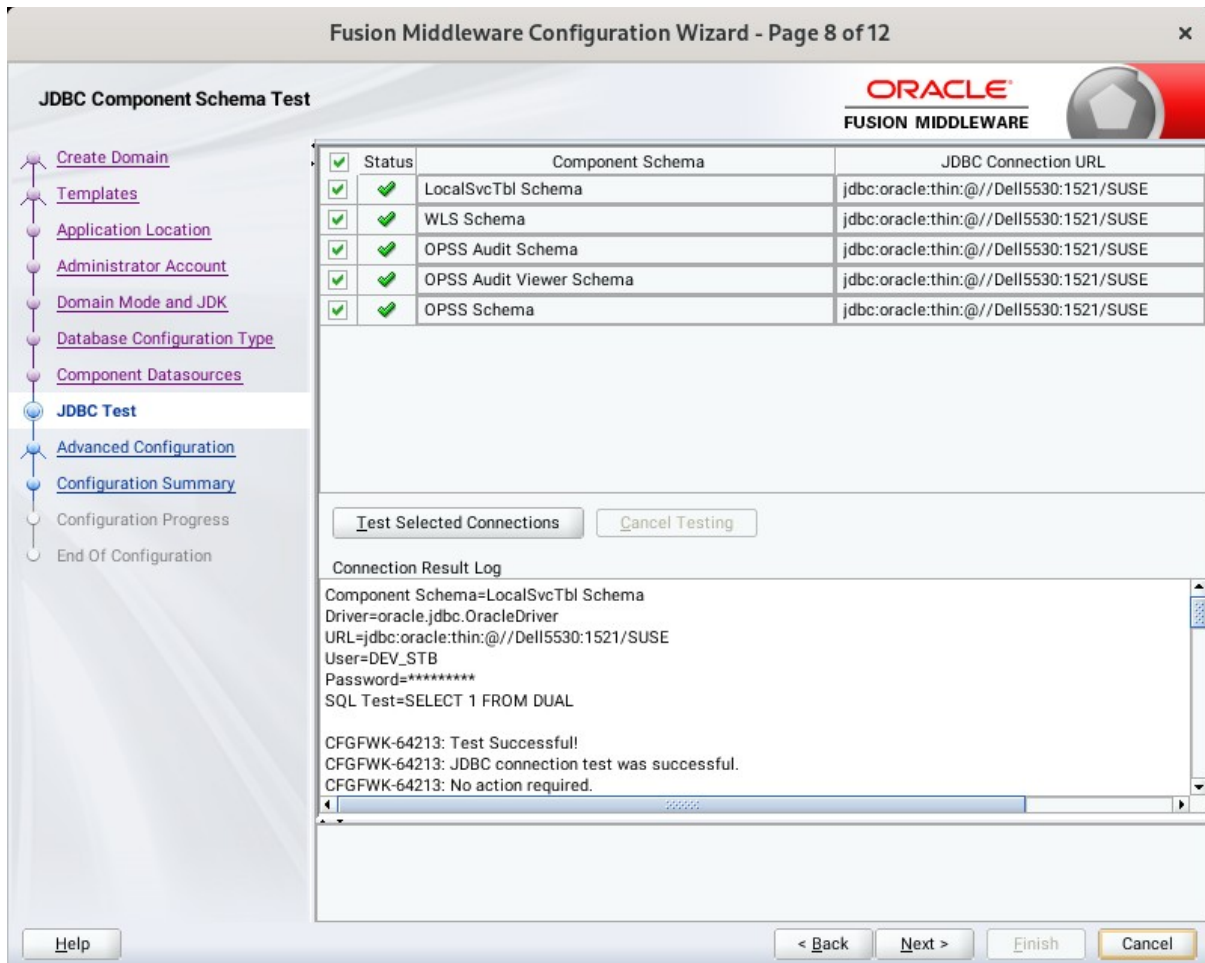 Fusion Middleware Configuration Wizard - Page 8 of 12
JDBC Component Schema Test
ORACLE
FUSION MIDDLEWARE
Create Domain
Templates
Application Location
Administrator Account
Domain Mode and JDK
Database Configuration Type
Component Datasources
JDBC Test
Advanced Configuration
Configuration Summary
Configuration Progress
End Of Configuration
Status Component Schema JDBC Connection URL
LocalSvcTbl Schema jdbc:oracle:thin:@//Dell5530:1521/SUSE
WLS Schema jdbc:oracle:thin:@//Dell5530:1521/SUSE
OPSS Audit Schema jdbc:oracle:thin:@//Dell5530:1521/SUSE
OPSS Audit Viewer Schema jdbc:oracle:thin:@//Dell5530:1521/SUSE
OPSS Schema jdbc:oracle:thin:@//Dell5530:1521/SUSE
Test Selected Connections Cancel Testing
Connection Result Log
Component Schema=LocalSvcTbl Schema
Driver=oracle.jdbc.OracleDriver
URL=jdbc:oracle:thin:@//Dell5530:1521/SUSE
User=DEV_STB
Password=*********
SQL Test=SELECT 1 FROM DUAL
CFGFWK-64213: Test Successful!
CFGFWK-64213: JDBC connection test was successful.
CFGFWK-64213: No action required.
Help < Back Next > Finish Cancel